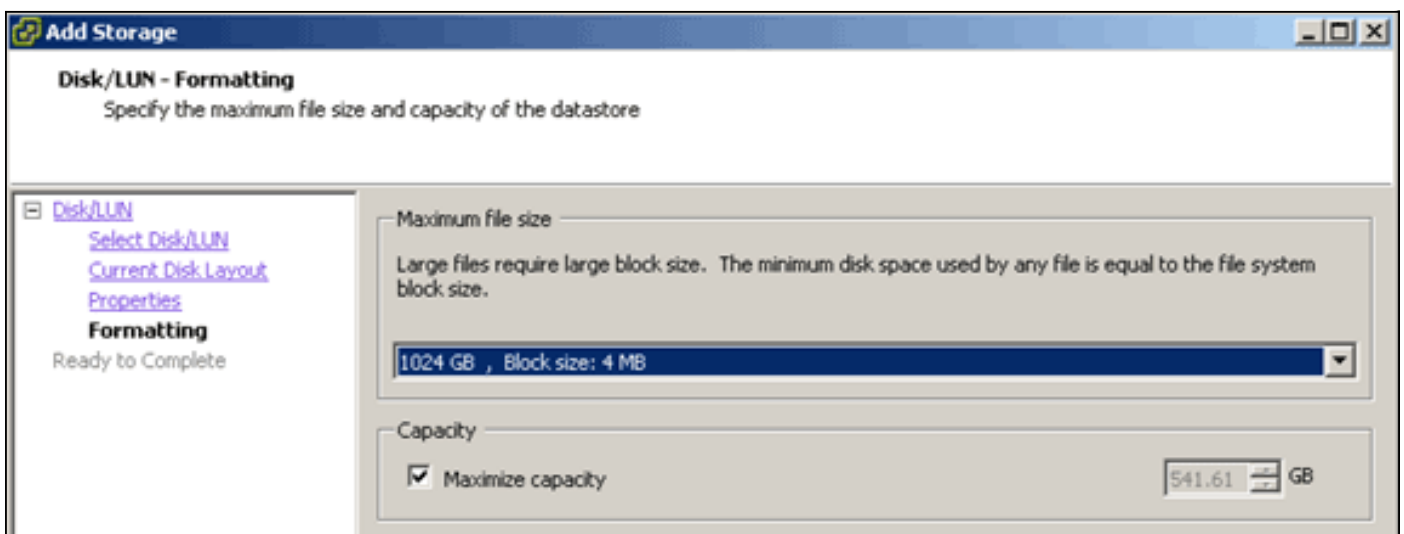 Add Storage
Disk/LUN - Formatting
Specify the maximum file size and capacity of the datastore
Disk/LUN
Select Disk/LUN
Current Disk Layout
Properties
Formatting
Ready to Complete
Maximum file size
Large files require large block size. The minimum disk space used by any file is equal to the file system
block size.
1024 GB , Block size: 4 MB
Capacity
Maximize capacity
541.61 GB